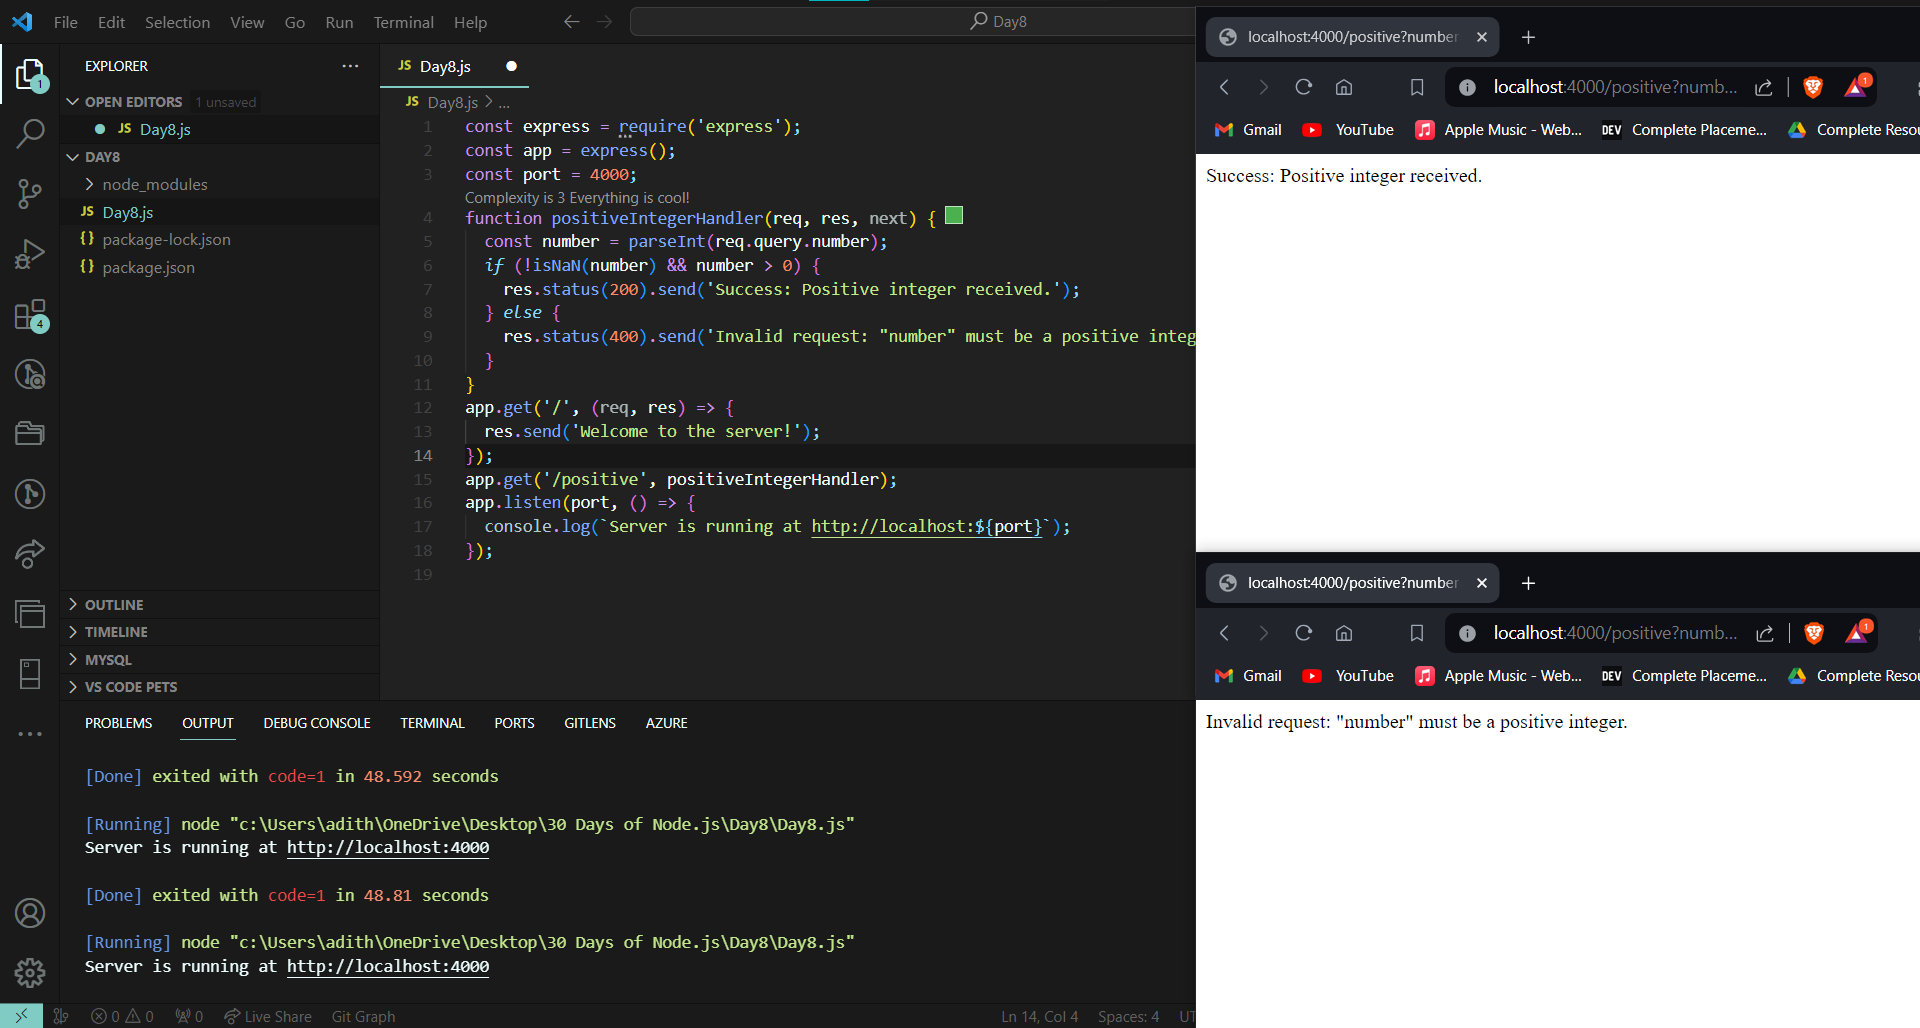 File Edit Selection View Go Run Terminal Help
Day8
EXPLORER
OPEN EDITORS 1 unsaved
JS Day8.js
DAY8
node_modules
JS Day8.js
{} package-lock.json
{} package.json
OUTLINE
TIMELINE
MYSQL
VS CODE PETS
1
4
JS Day8.js
JS Day8.js > ...
1 const express = require('express');
2 const app = express();
3 const port = 4000;
Complexity is 3 Everything is cool!
4 function positiveIntegerHandler(req, res, next) {
5 const number = parseInt(req.query.number);
6 if (!isNaN(number) && number > 0) {
7 res.status(200).send('Success: Positive integer received.');
8 } else {
9 res.status(400).send('Invalid request: "number" must be a positive integ
10 }
11 }
12 app.get('/', (req, res) => {
13 res.send('Welcome to the server!');
14 });
15 app.get('/positive', positiveIntegerHandler);
16 app.listen(port, () => {
17 console.log(`Server is running at http://localhost:${port}`);
18 });
19
PROBLEMS OUTPUT DEBUG CONSOLE TERMINAL PORTS GITLENS AZURE
[Done] exited with code=1 in 48.592 seconds
[Running] node "c:\Users\adith\OneDrive\Desktop\30 Days of Node.js\Day8\Day8.js"
Server is running at http://localhost:4000
[Done] exited with code=1 in 48.81 seconds
[Running] node "c:\Users\adith\OneDrive\Desktop\30 Days of Node.js\Day8\Day8.js"
Server is running at http://localhost:4000
0 0 0 Live Share Git Graph Ln 14, Col 4 Spaces: 4 UT
localhost:4000/positive?number
localhost:4000/positive?numb... 1
Gmail YouTube Apple Music - Web... DEV Complete Placeme... Complete Resou
Success: Positive integer received.
localhost:4000/positive?number
localhost:4000/positive?numb... 1
Gmail YouTube Apple Music - Web... DEV Complete Placeme... Complete Resou
Invalid request: "number" must be a positive integer.